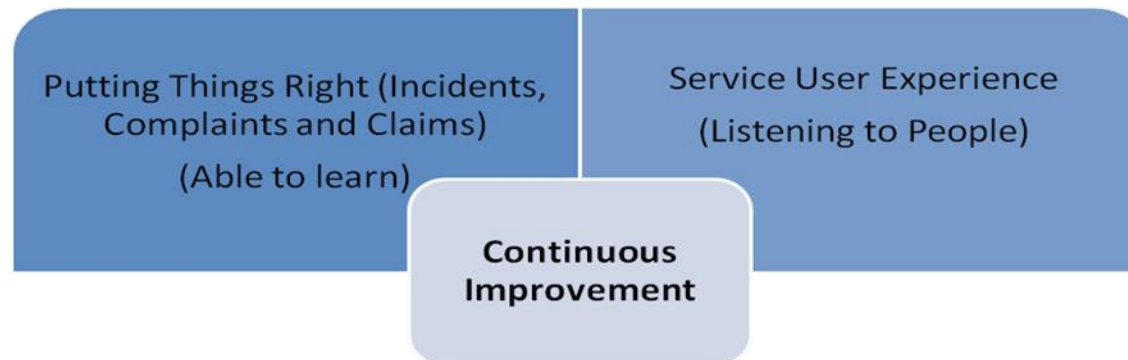 Putting Things Right (Incidents,
Complaints and Claims)
(Able to learn)
Service User Experience
(Listening to People)
Continuous
Improvement